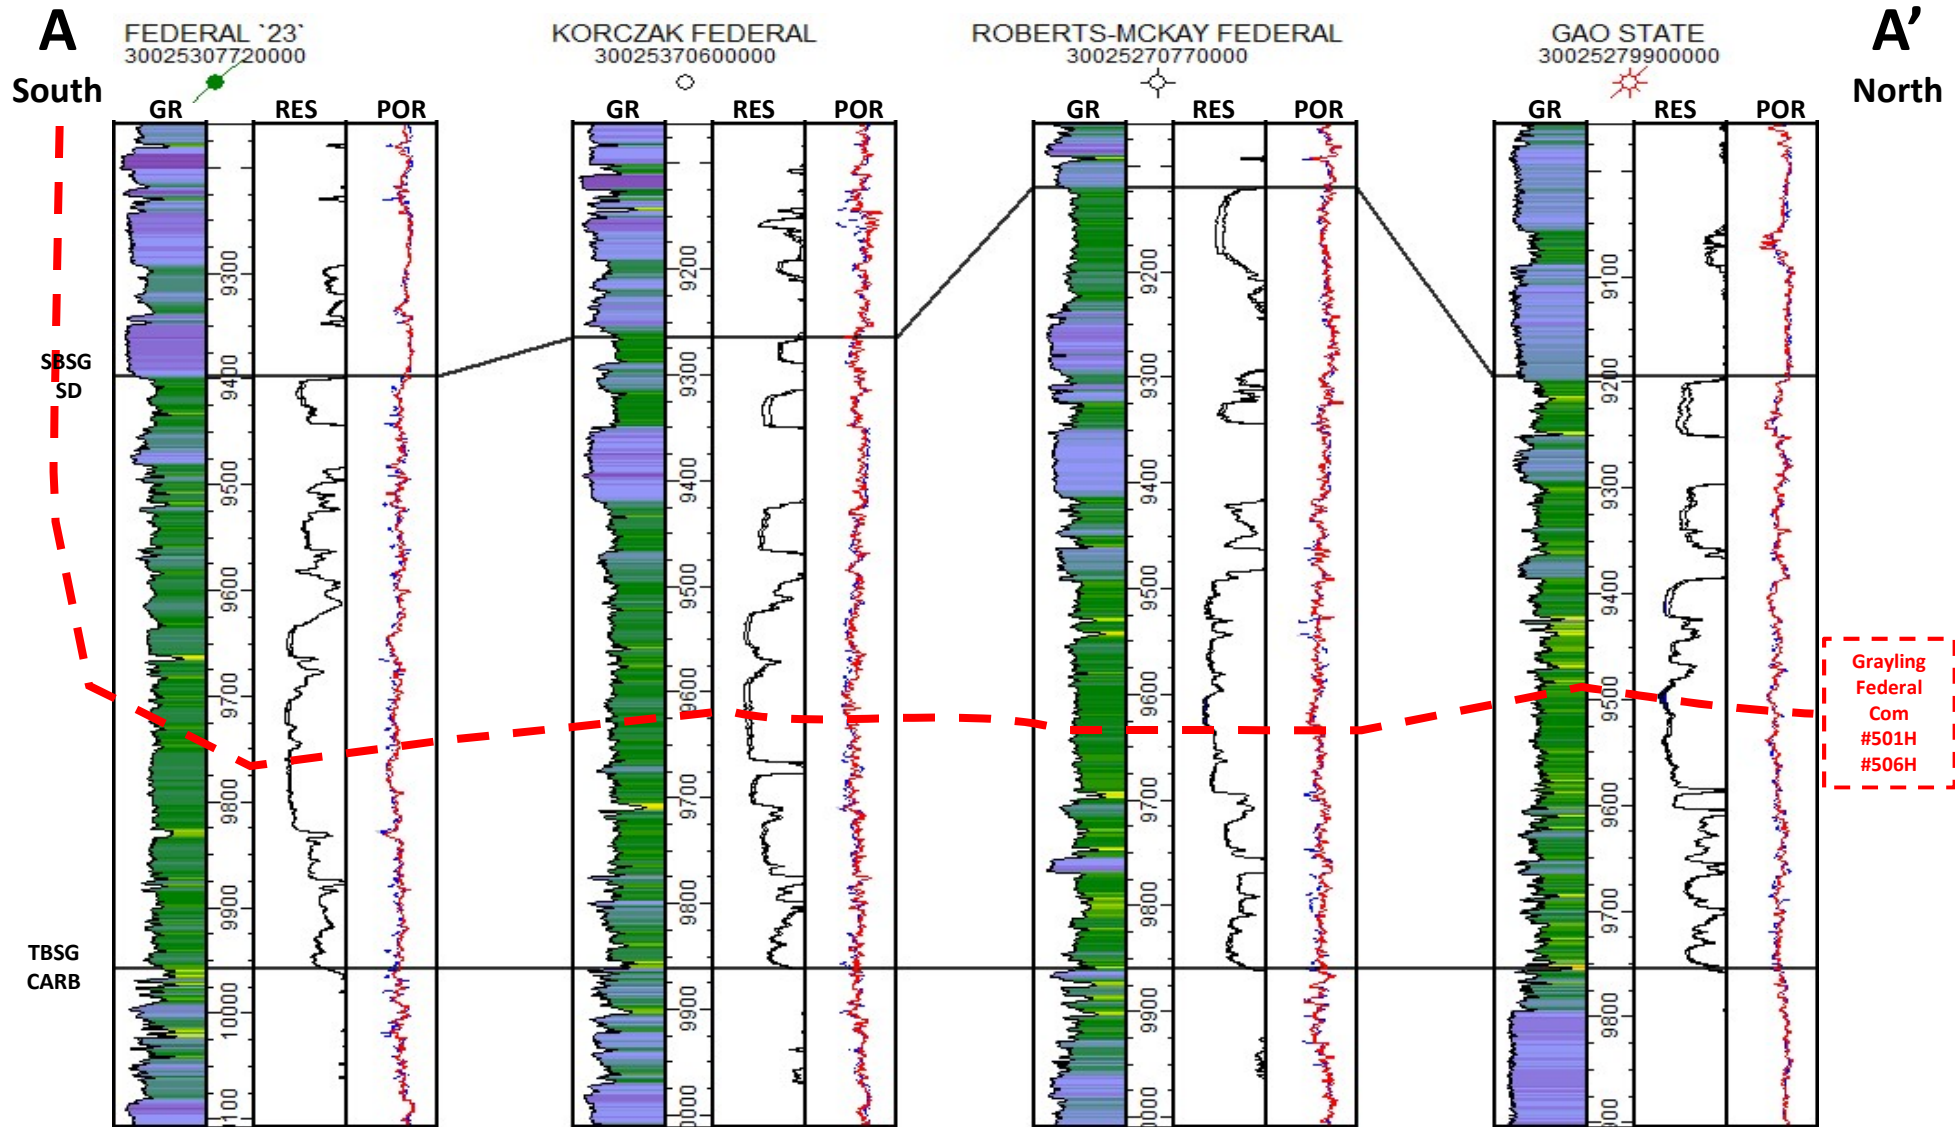 A
South
A’
North
FEDERAL `23`
30025307720000
KORCZAK FEDERAL
30025370600000
ROBERTS-MCKAY FEDERAL
30025270770000
GAO STATE
30025279900000
GR RES POR
GR RES POR
GR RES POR
GR RES POR
SBSG
SD
TBSG
CARB
9300
9400
9500
9600
9700
9800
9900
10000
9200
9300
9400
9500
9600
9700
9800
9900
9200
9300
9400
9500
9600
9700
9800
9900
9100
9200
9300
9400
9500
9600
9700
9800
Grayling
Federal
Com
#501H
#506H